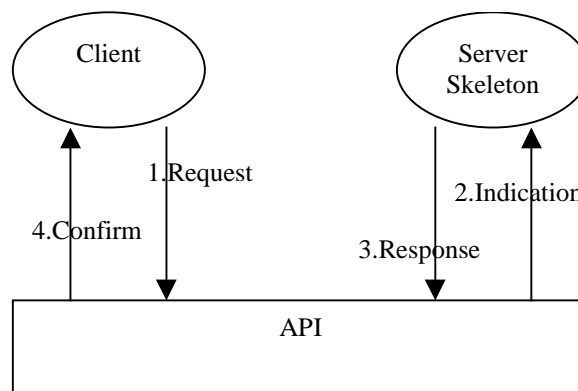 Client
Server
Skeleton
1.Request
2.Indication
4.Confirm
3.Response
API